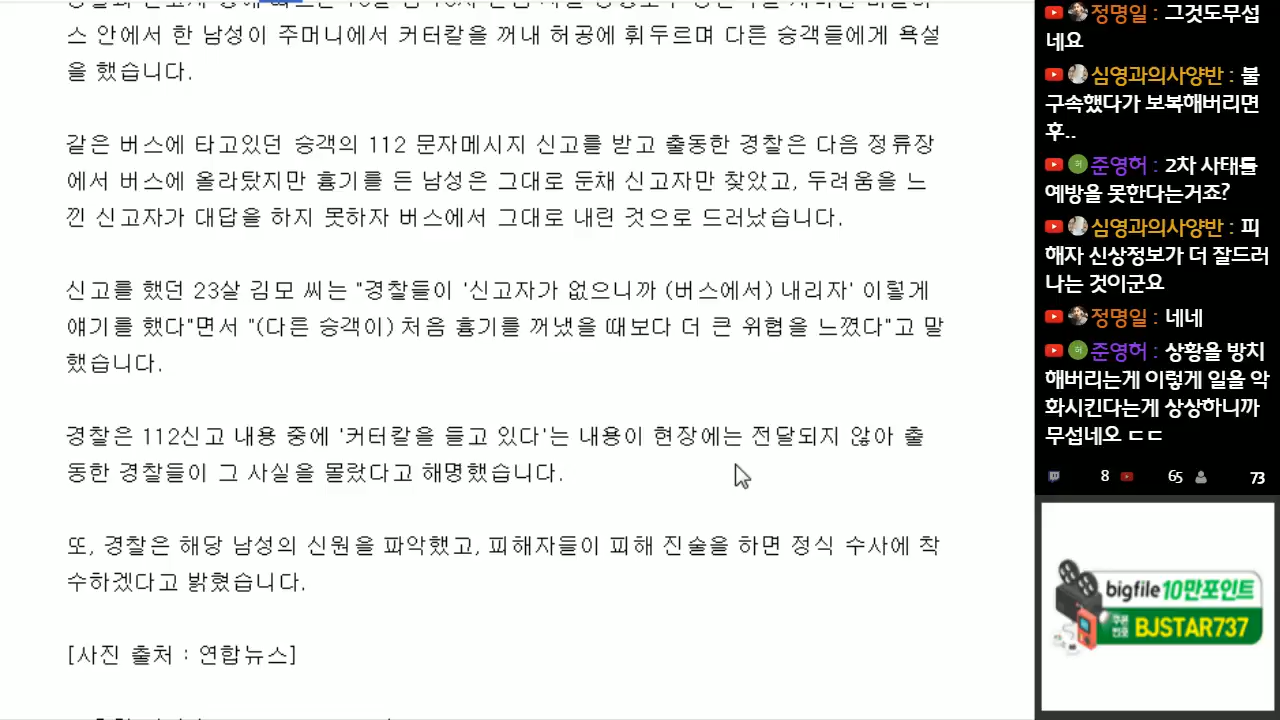 스 안에서 한 남성이 주머니에서 커터칼을 꺼내 허공에 휘두르며 다른 승객들에게 욕설
을 했습니다.
같은 버스에 타고있던 승객의 112 문자메시지 신고를 받고 출동한 경찰은 다음 정류장
에서 버스에 올라탔지만 흉기를 든 남성은 그대로 둔채 신고자만 찾았고, 두려움을 느
낀 신고자가 대답을 하지 못하자 버스에서 그대로 내린 것으로 드러났습니다.
신고를 했던 23살 김모 씨는 "경찰들이 '신고자가 없으니까 (버스에서) 내리자' 이렇게
얘기를 했다"면서 "(다른 승객이) 처음 흉기를 꺼냈을 때보다 더 큰 위협을 느꼈다"고 말
했습니다.
경찰은 112신고 내용 중에 '커터칼을 들고 있다'는 내용이 현장에는 전달되지 않아 출
동한 경찰들이 그 사실을 몰랐다고 해명했습니다.
또, 경찰은 해당 남성의 신원을 파악했고, 피해자들이 피해 진술을 하면 정식 수사에 착
수하겠다고 밝혔습니다.
[사진 출처 : 연합뉴스]
정명일 : 그것도무섭
네요
심영과의사양반 : 불
구속했다가 보복해버리면
후..
허 준영허 : 2차 사태를
예방을 못한다는거죠?
심영과의사양반 : 피
해자 신상정보가 더 잘드러
나는 것이군요
정명일 : 네네
허 준영허 : 상황을 방치
해버리는게 이렇게 일을 악
화시킨다는게 상상하니까
무섭네오 ㄷㄷ
8 65 73
bigfile 10만포인트
쿠폰
번호 BJSTAR737